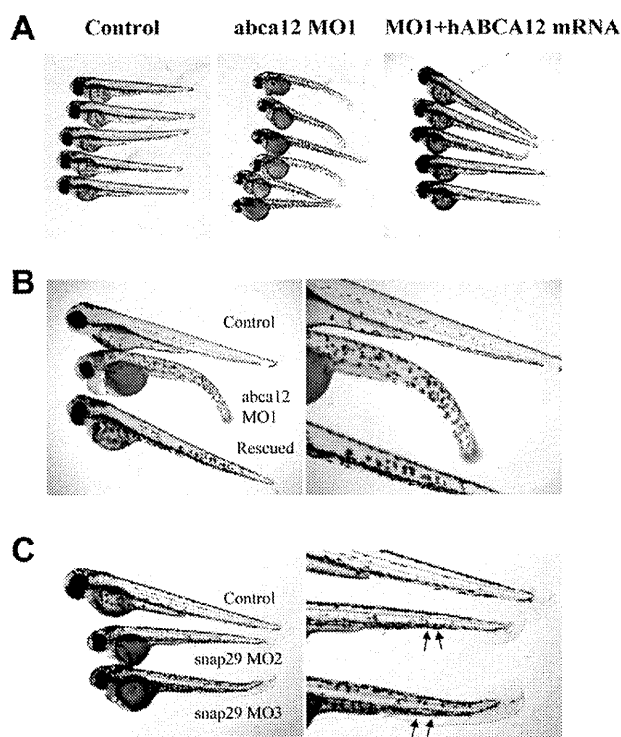 A
Control abca12 MO1 MO1+hABCA12 mRNA
B
Control
abca12
MO1
Rescued
C
Control
snap29 MO2
snap29 MO3